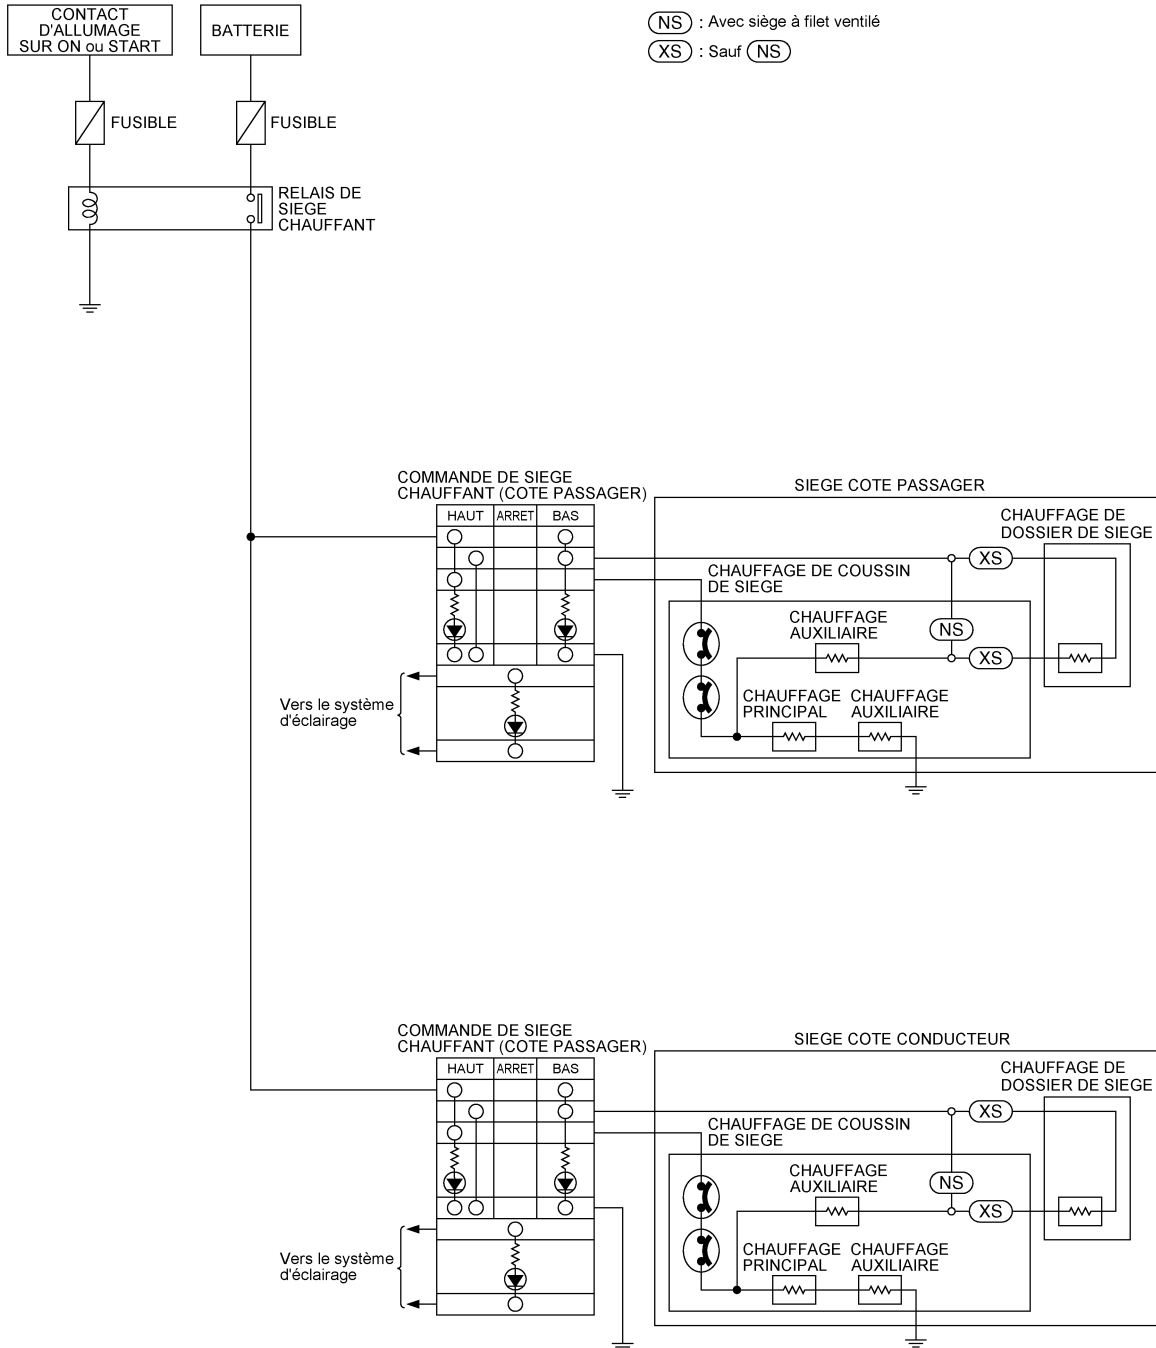 CONTACT
D'ALLUMAGE
SUR ON ou START
BATTERIE
NS : Avec siège à filet ventilé
XS : Sauf NS
FUSIBLE
FUSIBLE
RELAIS DE
SIEGE
CHAUFFANT
COMMANDE DE SIEGE
CHAUFFANT (COTE PASSAGER)
HAUT ARRET BAS
SIEGE COTE PASSAGER
CHAUFFAGE DE
DOSSIER DE SIEGE
XS
CHAUFFAGE DE COUSSIN
DE SIEGE
CHAUFFAGE
AUXILIAIRE
NS
XS
CHAUFFAGE
PRINCIPAL
CHAUFFAGE
AUXILIAIRE
Vers le système
d'éclairage
COMMANDE DE SIEGE
CHAUFFANT (COTE PASSAGER)
HAUT ARRET BAS
SIEGE COTE CONDUCTEUR
CHAUFFAGE DE
DOSSIER DE SIEGE
XS
CHAUFFAGE DE COUSSIN
DE SIEGE
CHAUFFAGE
AUXILIAIRE
NS
XS
CHAUFFAGE
PRINCIPAL
CHAUFFAGE
AUXILIAIRE
Vers le système
d'éclairage